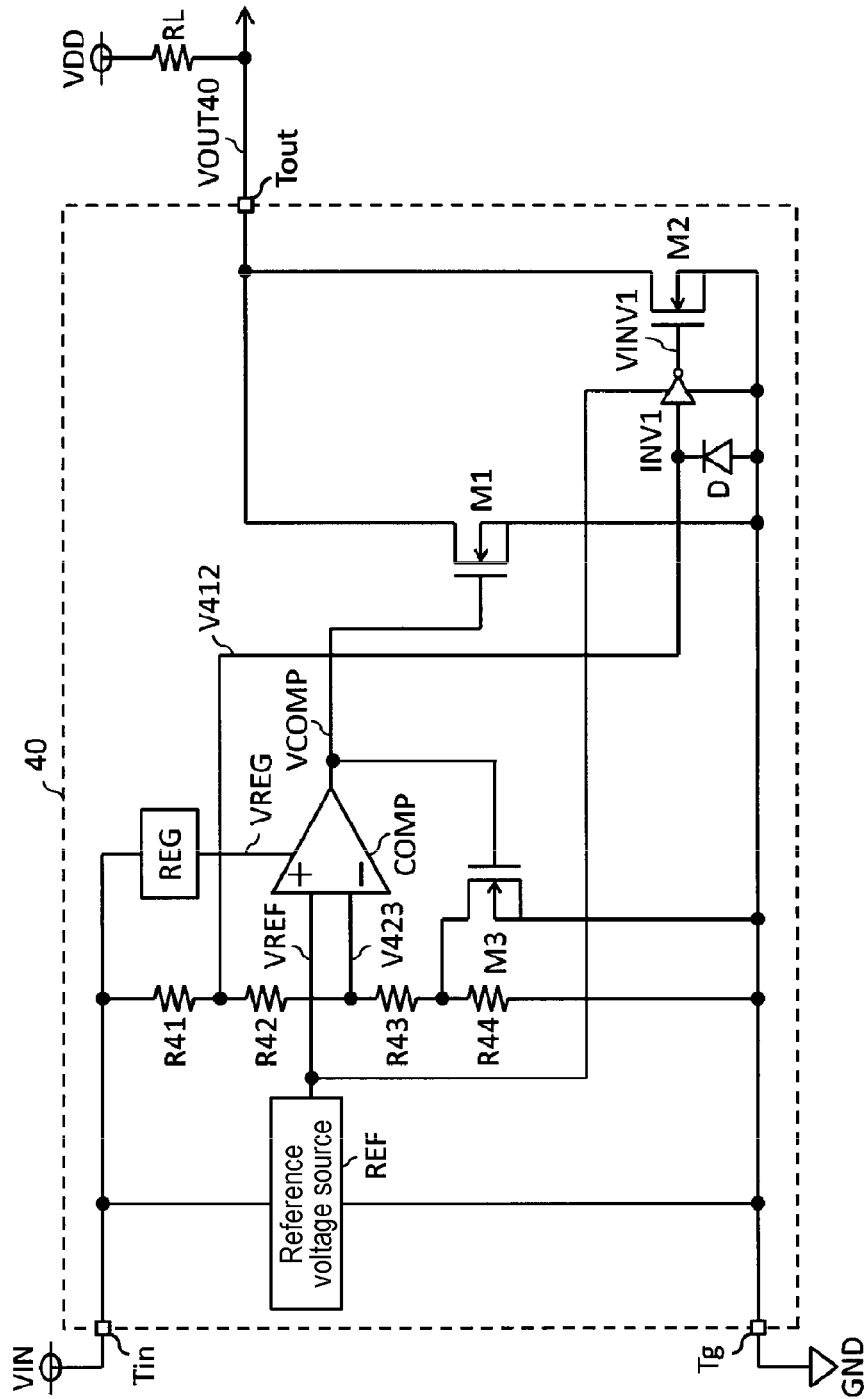 40
VIN
Tin
VDD
RL
VOUT40
Tout
REG
VREG
V412
R41
R42
R43
R44
VREF
V423
+
−
COMP
VCOMP
Reference
voltage source
REF
M3
M1
INV1
VINV1
M2
D
Tg
GND